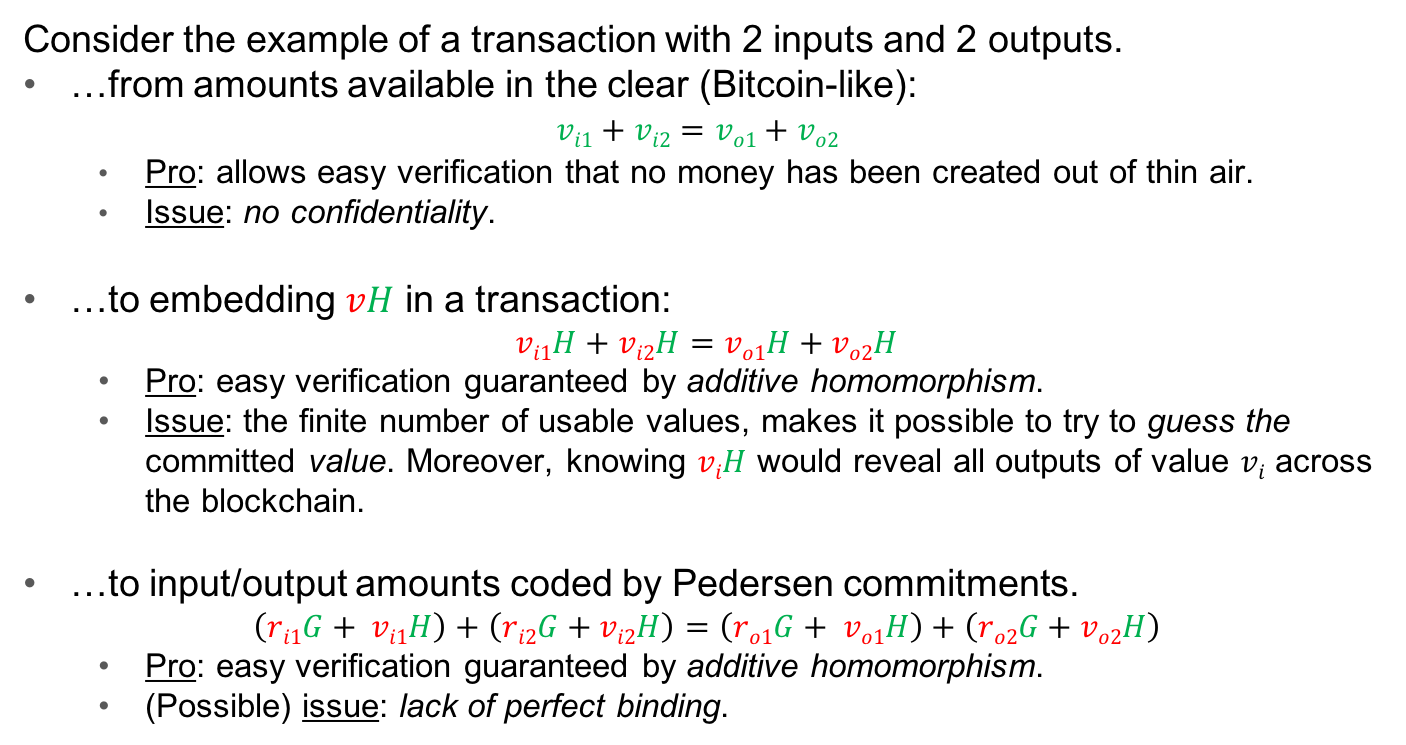 Consider the example of a transaction with 2 inputs and 2 outputs.
• …from amounts available in the clear (Bitcoin-like):
v_{i1} + v_{i2} = v_{o1} + v_{o2}
• Pro: allows easy verification that no money has been created out of thin air.
• Issue: no confidentiality.
• …to embedding vH in a transaction:
v_{i1}H + v_{i2}H = v_{o1}H + v_{o2}H
• Pro: easy verification guaranteed by additive homomorphism.
• Issue: the finite number of usable values, makes it possible to try to guess the
committed value. Moreover, knowing v_iH would reveal all outputs of value v_i across
the blockchain.
• …to input/output amounts coded by Pedersen commitments.
(r_{i1}G + v_{i1}H) + (r_{i2}G + v_{i2}H) = (r_{o1}G + v_{o1}H) + (r_{o2}G + v_{o2}H)
• Pro: easy verification guaranteed by additive homomorphism.
• (Possible) issue: lack of perfect binding.